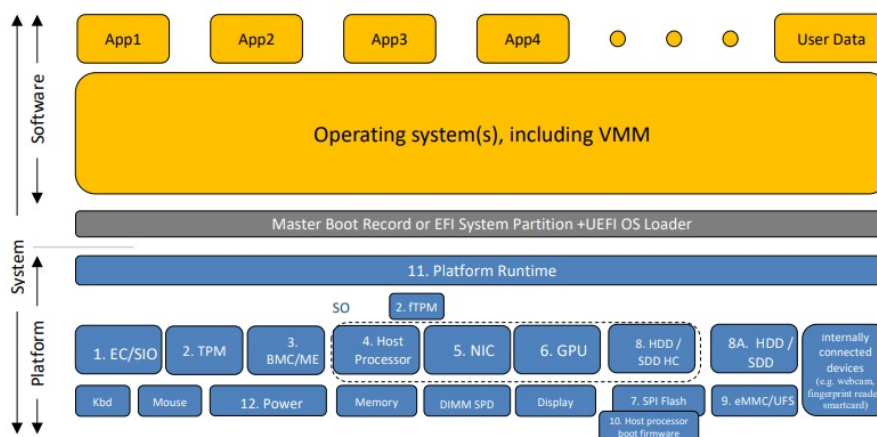 App1
App2
App3
App4
User Data
Software
Operating system(s), including VMM
Master Boot Record or EFI System Partition +UEFI OS Loader
System
Platform
11. Platform Runtime
SO
2. fTPM
1. EC/SIO
2. TPM
3.
BMC/ME
4. Host
Processor
5. NIC
6. GPU
8. HDD /
SDD HC
8A. HDD /
SDD
Internally
connected
devices
(e.g. webcam,
fingerprint reade
smartcard)
Kbd
Mouse
12. Power
Memory
DIMM SPD
Display
7. SPI Flash
9. eMMC/UFS
10. Host processor
boot firmware